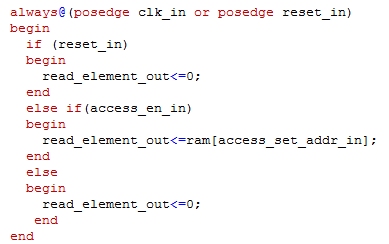 always@(posedge clk_in or posedge reset_in)
begin
  if (reset_in)
  begin
    read_element_out<=0;
  end
  else if(access_en_in)
  begin
    read_element_out<=ram[access_set_addr_in];
  end
  else
  begin
    read_element_out<=0;
   end
end